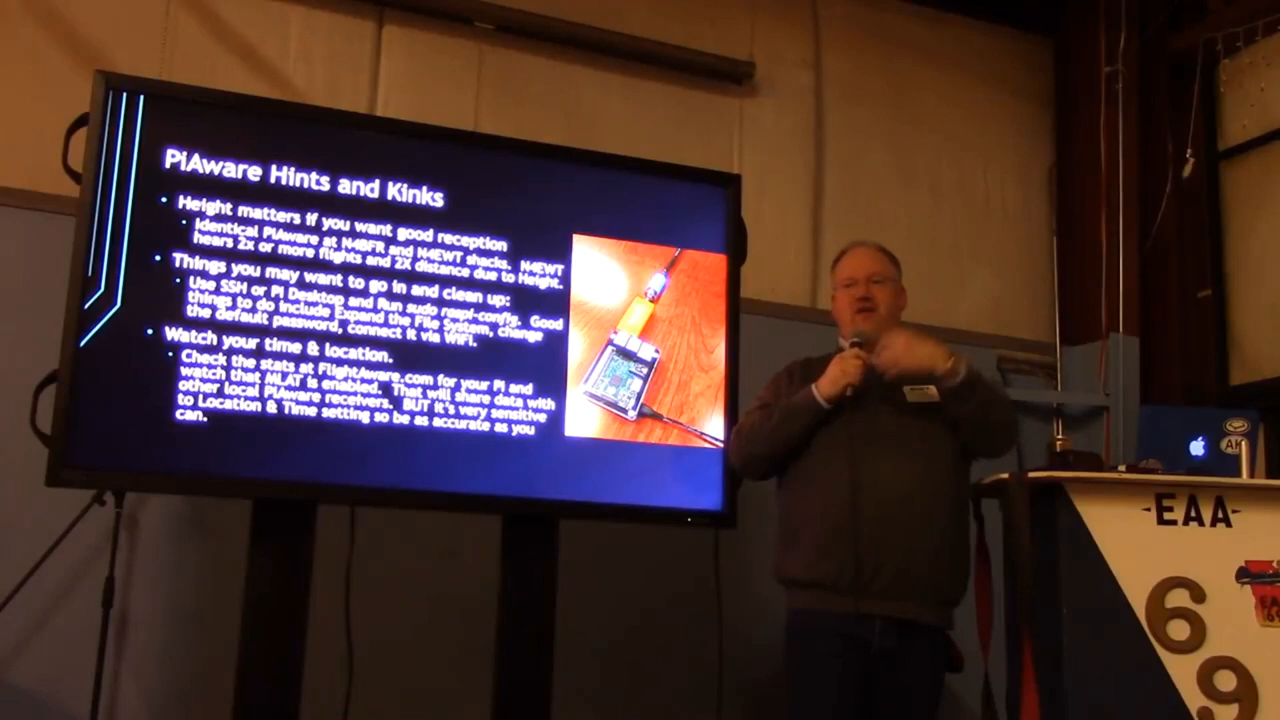 PiAware Hints and Kinks
• Height matters if you want good reception
• Identical PiAware at N4BFR and N4EWT shacks. N4EWT
hears 2x or more flights and 2X distance due to Height.
• Things you may want to go in and clean up:
• Use SSH or Pi Desktop and Run sudo raspi-config. Good
things to do include Expand the File System, change
the default password, connect it via WiFi.
• Watch your time & location.
• Check the stats at FlightAware.com for your Pi and
watch that MLAT is enabled. That will share data with
other local PiAware receivers. BUT it's very sensitive
to Location & Time setting so be as accurate as you
can.
AK
EAA
6
9